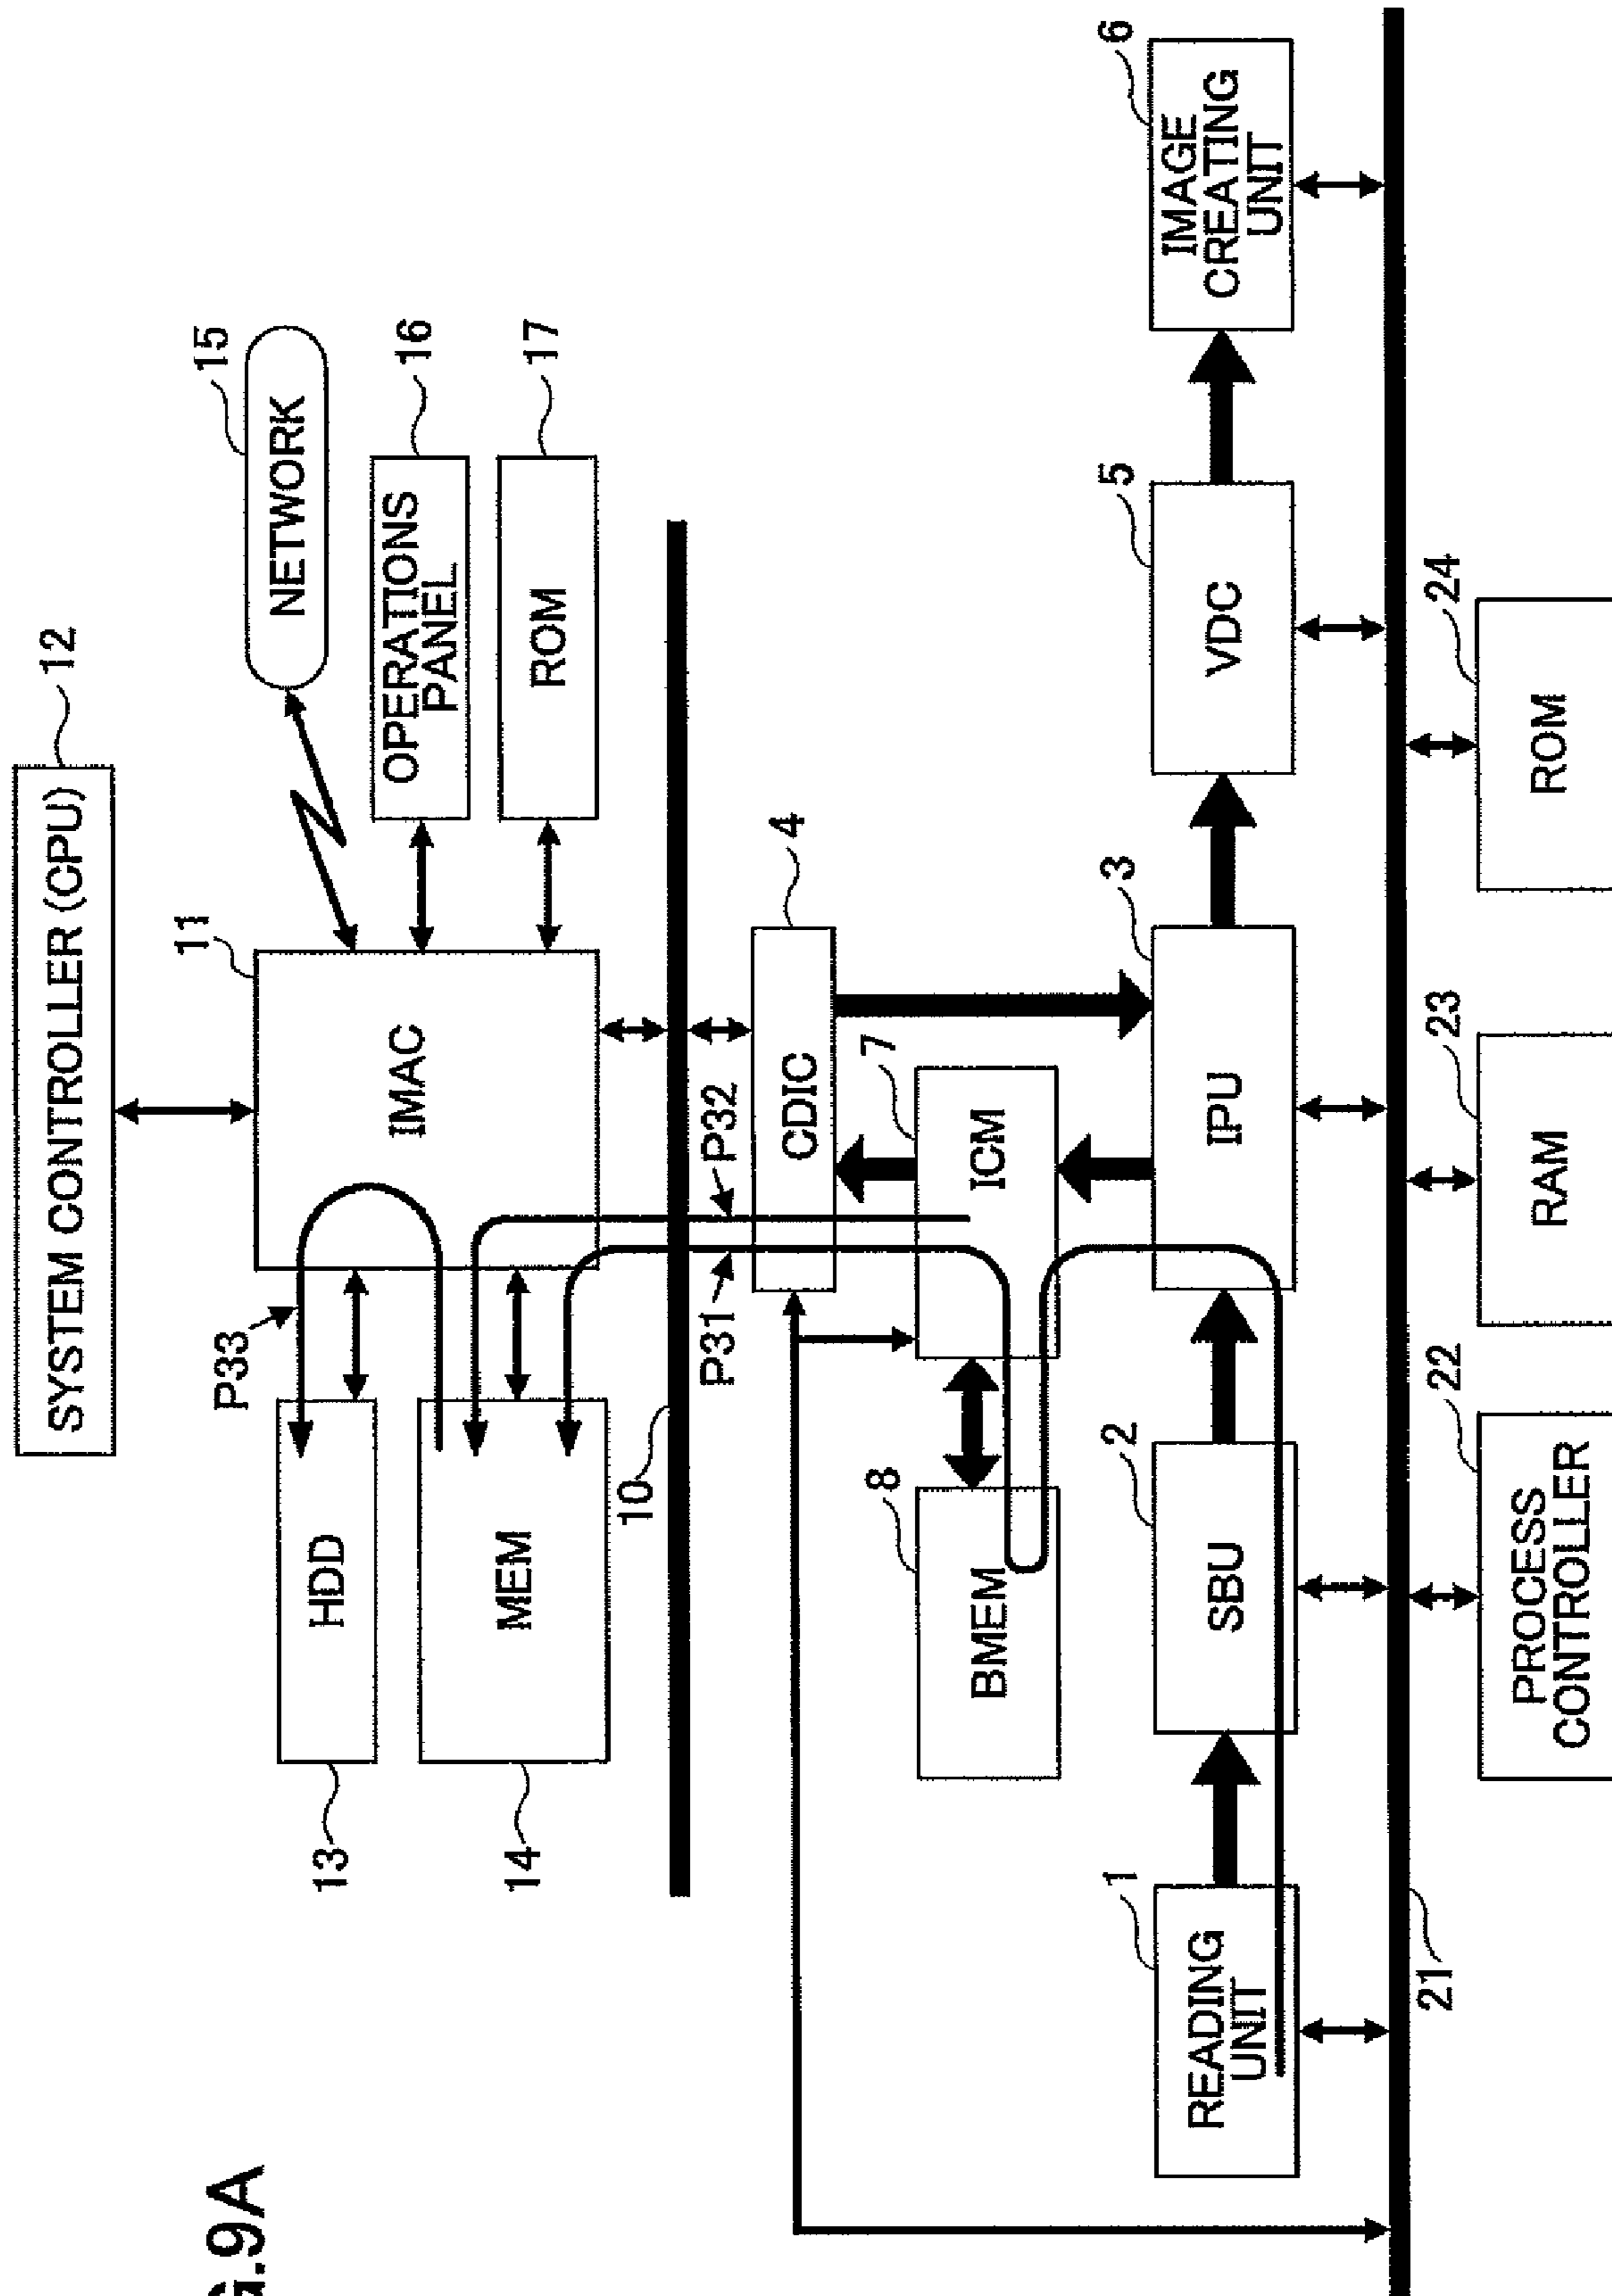 G.9A
SYSTEM CONTROLLER (CPU)
12
11
15
NETWORK
P33
13
HDD
IMAC
OPERATIONS
PANEL
16
14
MEM
ROM
17
10
P31
P32
CDIC
4
8
BMEM
7
ICM
1
READING
UNIT
2
SBU
3
IPU
5
VDC
6
IMAGE
CREATING
UNIT
21
22
PROCESS
CONTROLLER
23
RAM
24
ROM